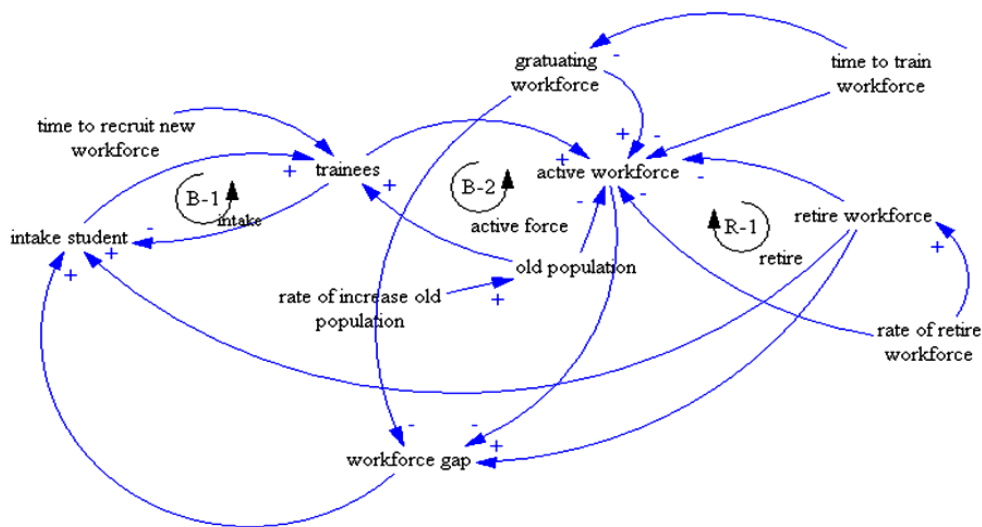 gratuating
workforce
time to train
workforce
time to recruit new
workforce
trainees
active workforce
B-1
intake
B-2
active force
R-1
retire
retire workforce
intake student
old population
rate of increase old
population
rate of retire
workforce
workforce gap
-
+
-
+
+
+
-
-
-
-
+
-
+
+
+
+
-
-
+